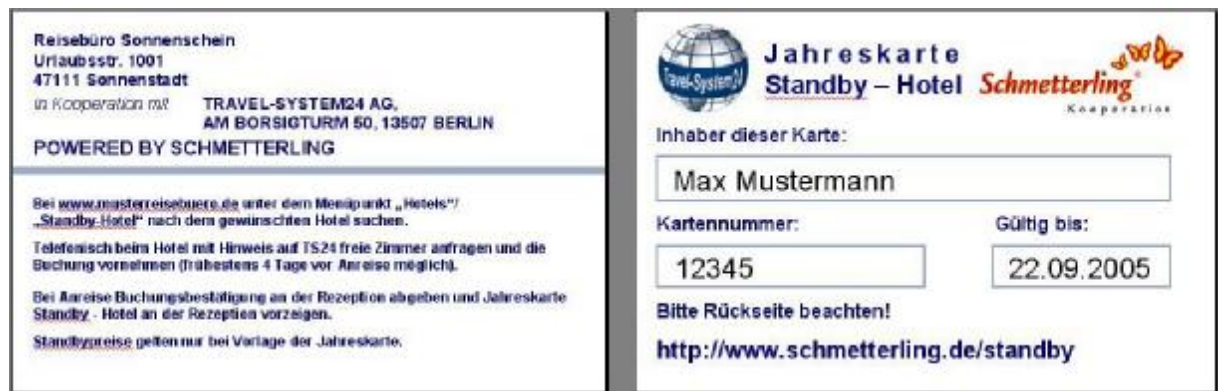 Reisebüro Sonnenschein
Urlaubsstr. 1001
47111 Sonnenstadt
in Kooperation mit TRAVEL-SYSTEM24 AG,
AM BORSIGTURM 50, 13507 BERLIN
POWERED BY SCHMETTERLING
Bei www.musterreisebuero.de unter dem Menüpunkt „Hotels“/
„Standby-Hotel“ nach dem gewünschten Hotel suchen.
Telefonisch beim Hotel mit Hinweis auf TS24 freie Zimmer anfragen und die
Buchung vornehmen (frühestens 4 Tage vor Anreise möglich).
Bei Anreise Buchungsbestätigung an der Rezeption abgeben und Jahreskarte
Standby - Hotel an der Rezeption vorzeigen.
Standbypreise gelten nur bei Vorlage der Jahreskarte.
Travel-System24
Jahreskarte
Standby – Hotel
Schmetterling
Kooperation
Inhaber dieser Karte:
Max Mustermann
Kartennummer: Gültig bis:
12345 22.09.2005
Bitte Rückseite beachten!
http://www.schmetterling.de/standby